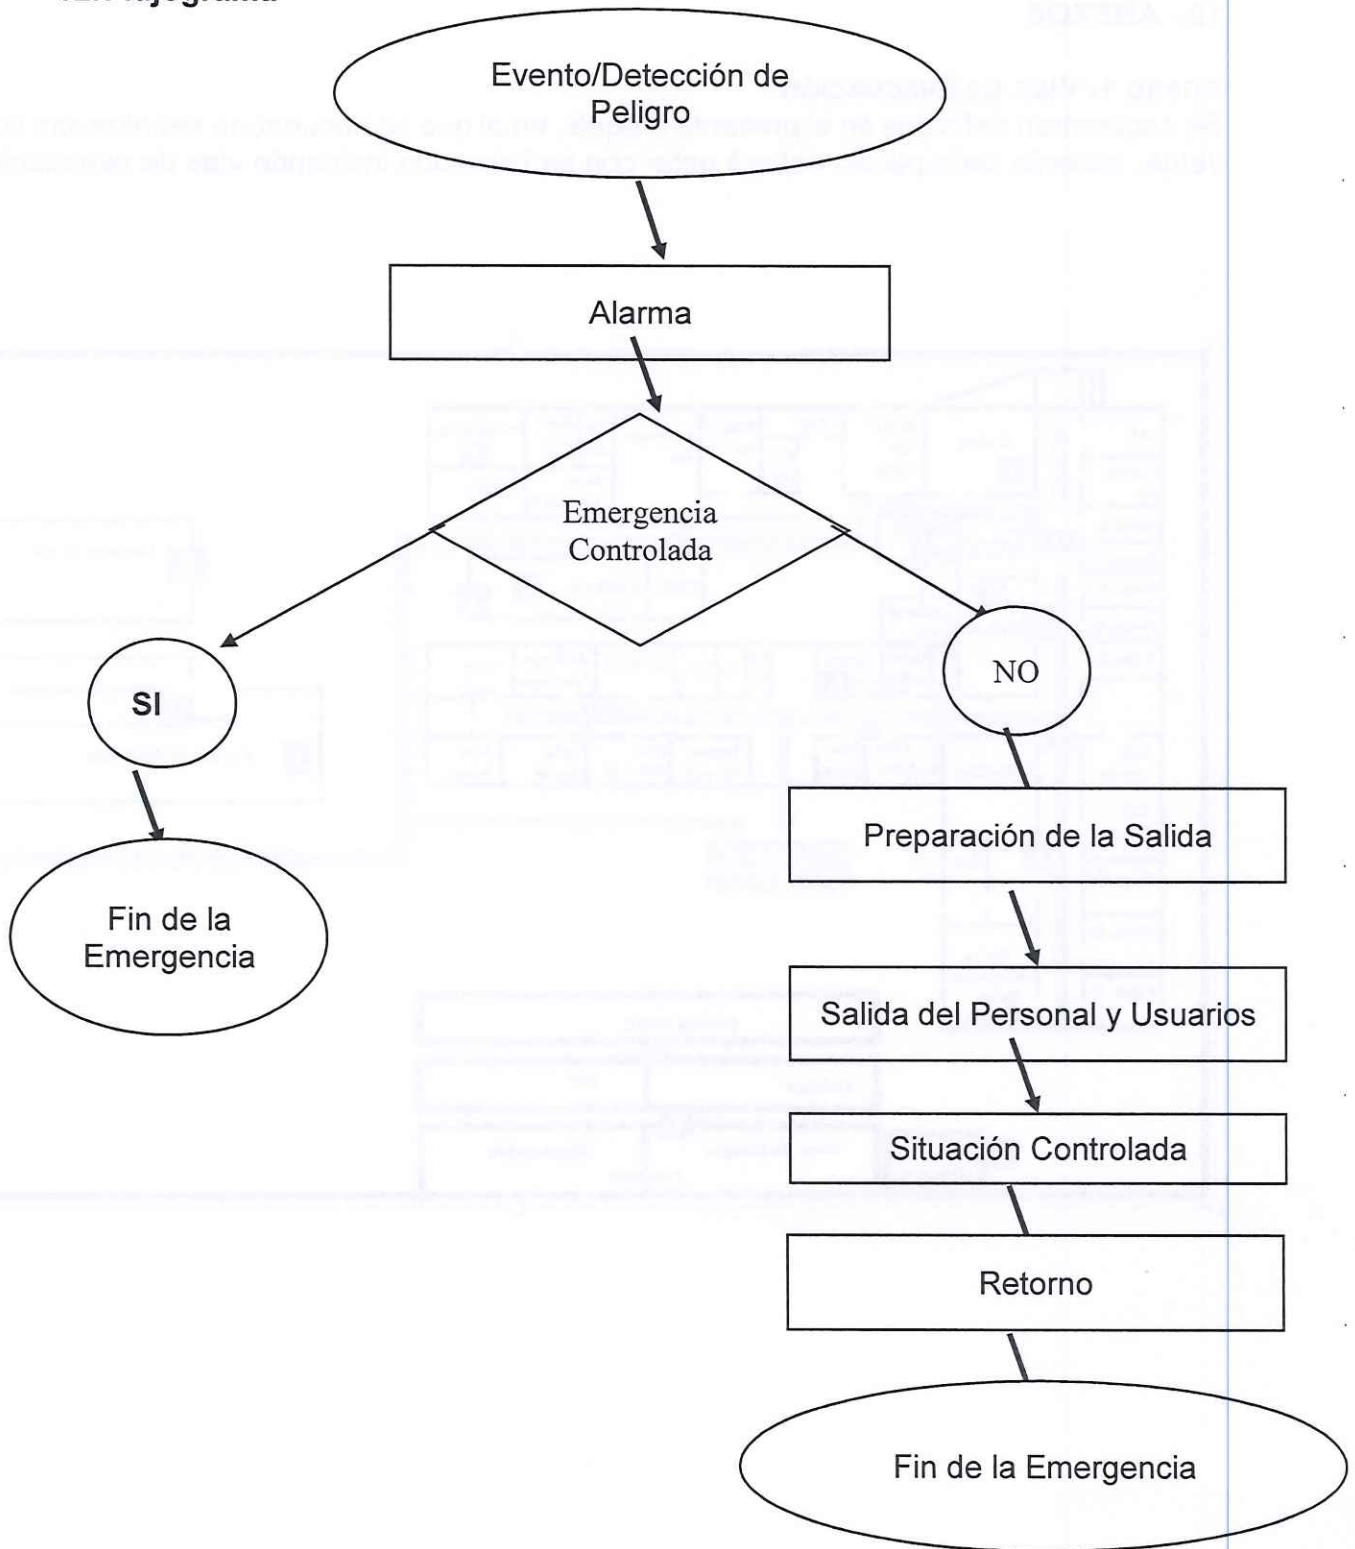 Evento/Detección de
Peligro
Alarma
Emergencia
Controlada
SI
NO
Preparación de la Salida
Fin de la
Emergencia
Salida del Personal y Usuarios
Situación Controlada
Retorno
Fin de la Emergencia